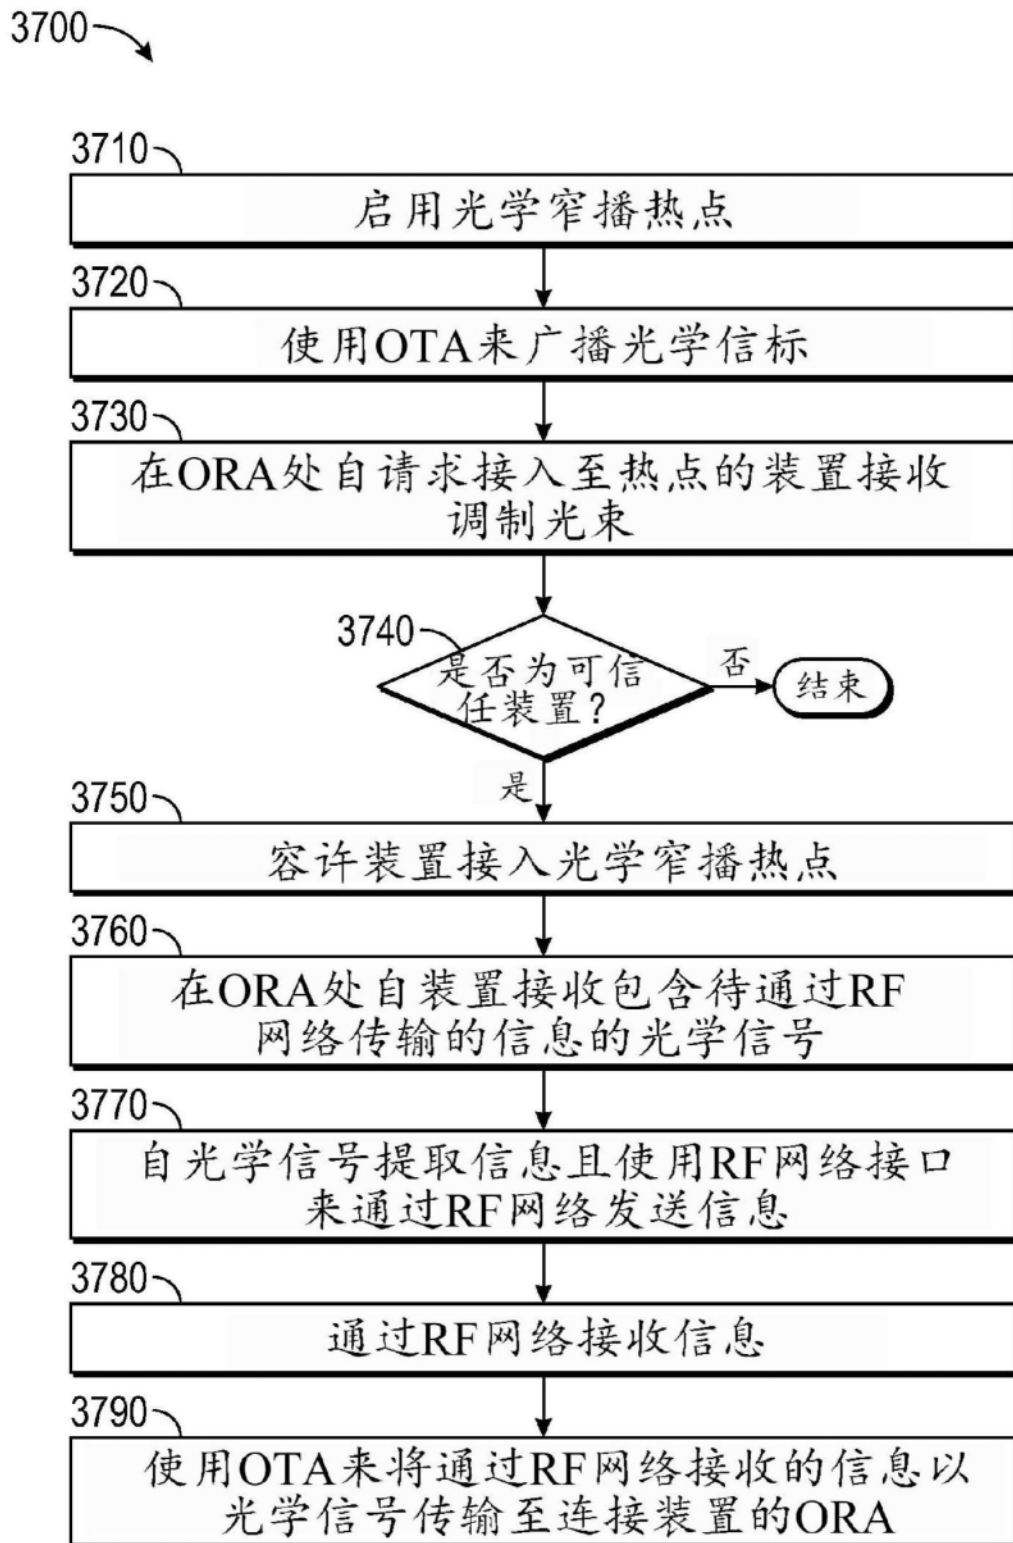 3700
3710
启用光学窄播热点
3720
使用OTA来广播光学信标
3730
在ORA处自请求接入至热点的装置接收
调制光束
3740
是否为可信
任装置?
否
结束
是
3750
容许装置接入光学窄播热点
3760
在ORA处自装置接收包含待通过RF
网络传输的信息的光学信号
3770
自光学信号提取信息且使用RF网络接口
来通过RF网络发送信息
3780
通过RF网络接收信息
3790
使用OTA来将通过RF网络接收的信息以
光学信号传输至连接装置的ORA